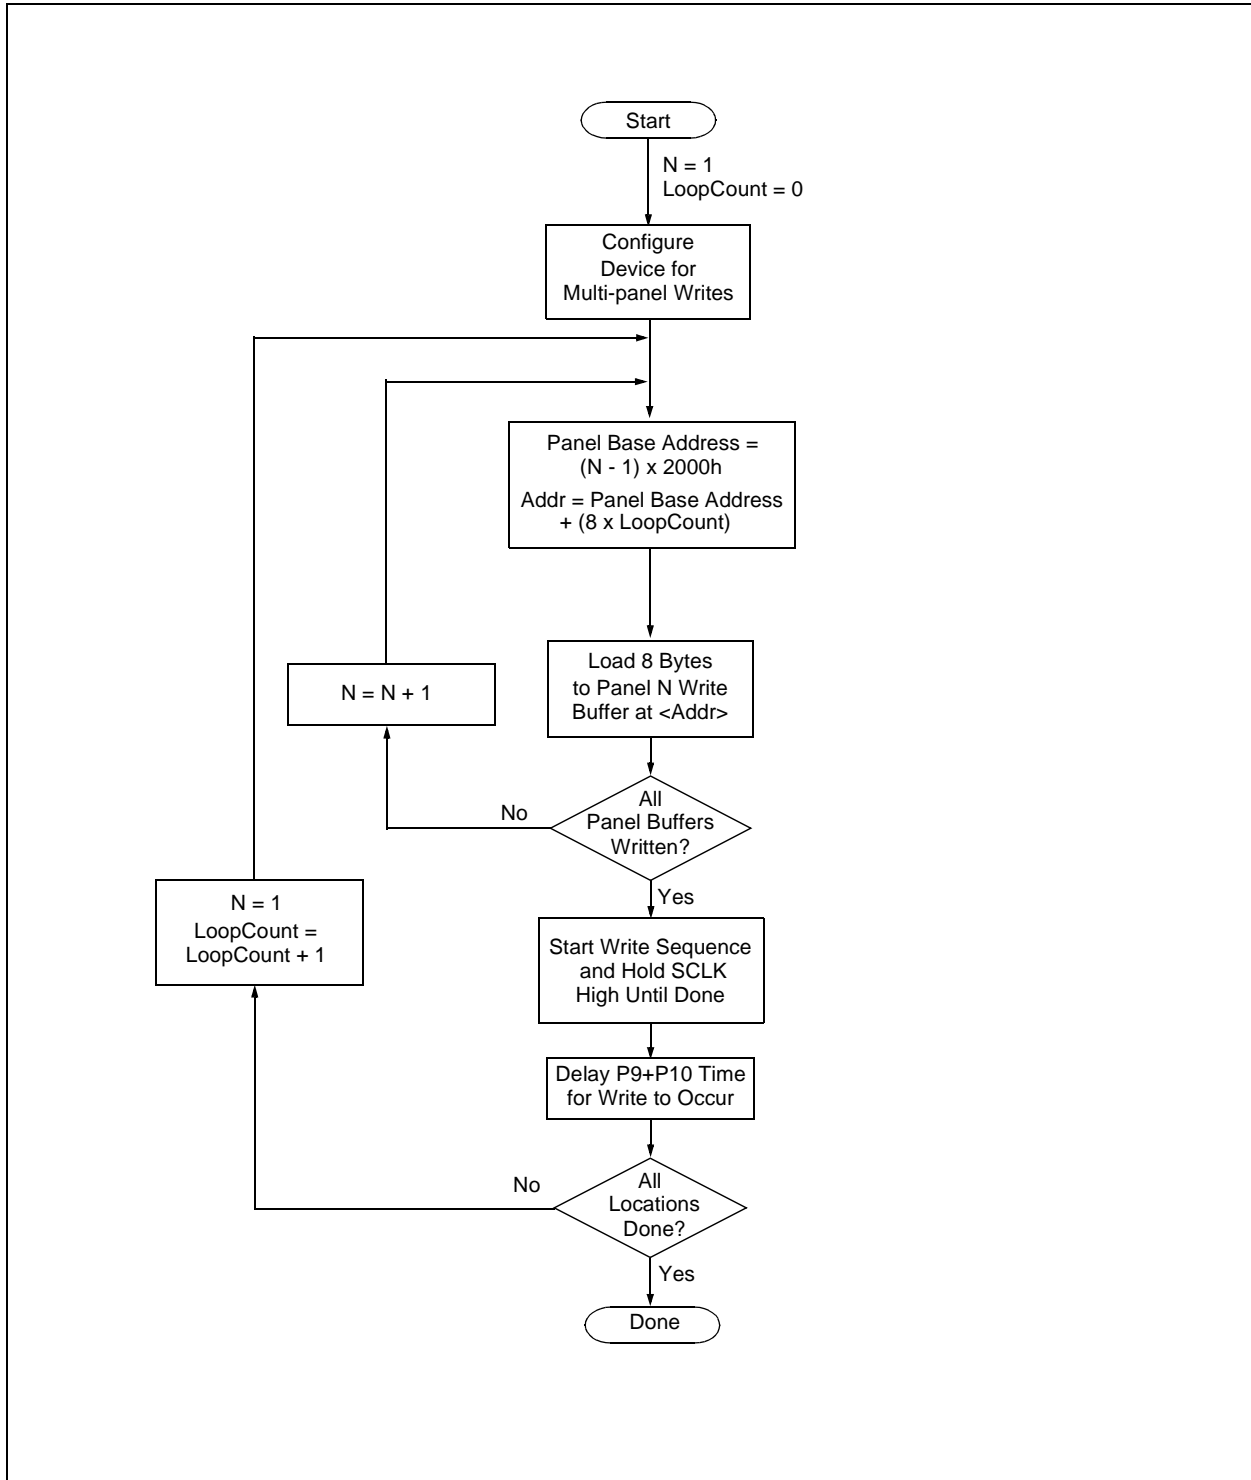 Start
N = 1
LoopCount = 0
Configure
Device for
Multi-panel Writes
Panel Base Address =
(N - 1) x 2000h
Addr = Panel Base Address
+ (8 x LoopCount)
Load 8 Bytes
to Panel N Write
Buffer at <Addr>
N = N + 1
All
Panel Buffers
Written?
No
Yes
N = 1
LoopCount =
LoopCount + 1
Start Write Sequence
and Hold SCLK
High Until Done
Delay P9+P10 Time
for Write to Occur
All
Locations
Done?
No
Yes
Done